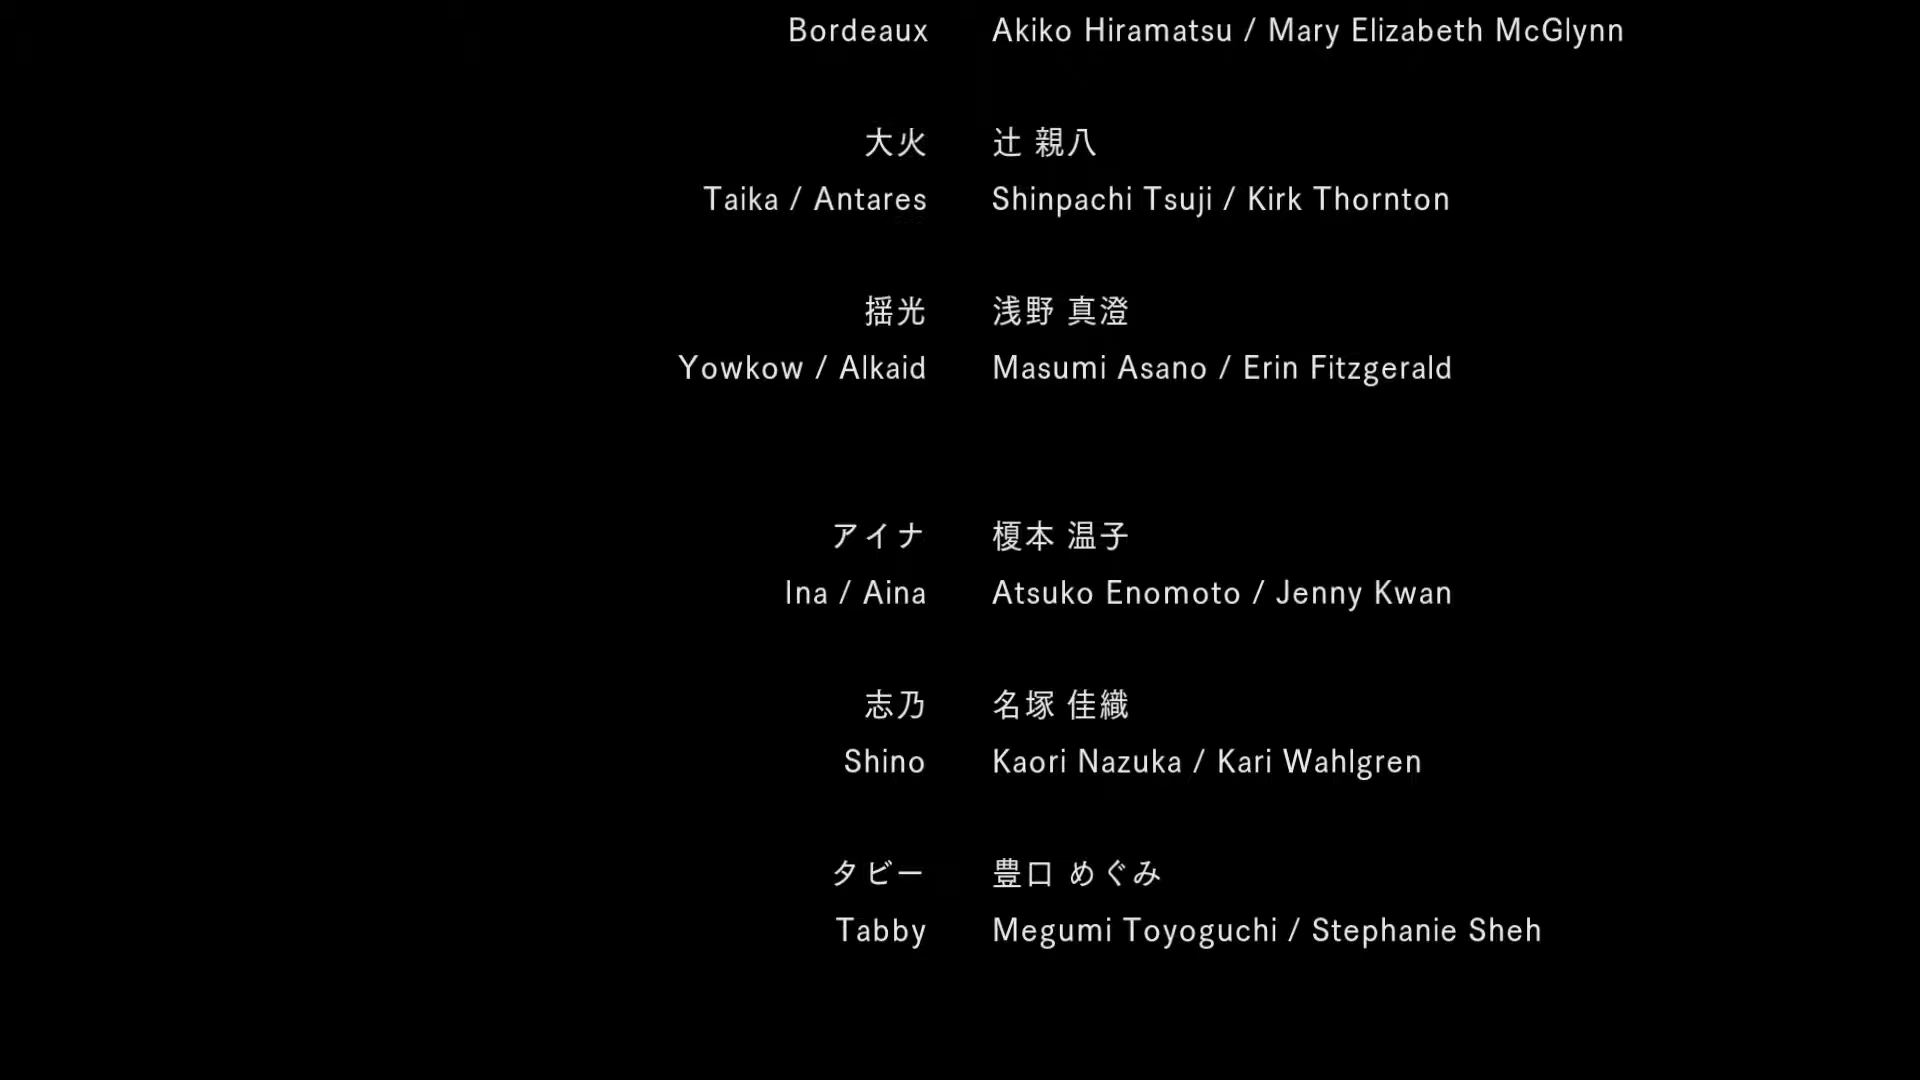 Bordeaux Akiko Hiramatsu / Mary Elizabeth McGlynn
大火 辻 親八
Taika / Antares Shinpachi Tsuji / Kirk Thornton
揺光 浅野 真澄
Yowkow / Alkaid Masumi Asano / Erin Fitzgerald
アイナ 榎本 温子
Ina / Aina Atsuko Enomoto / Jenny Kwan
志乃 名塚 佳織
Shino Kaori Nazuka / Kari Wahlgren
タビー 豊口 めぐみ
Tabby Megumi Toyoguchi / Stephanie Sheh